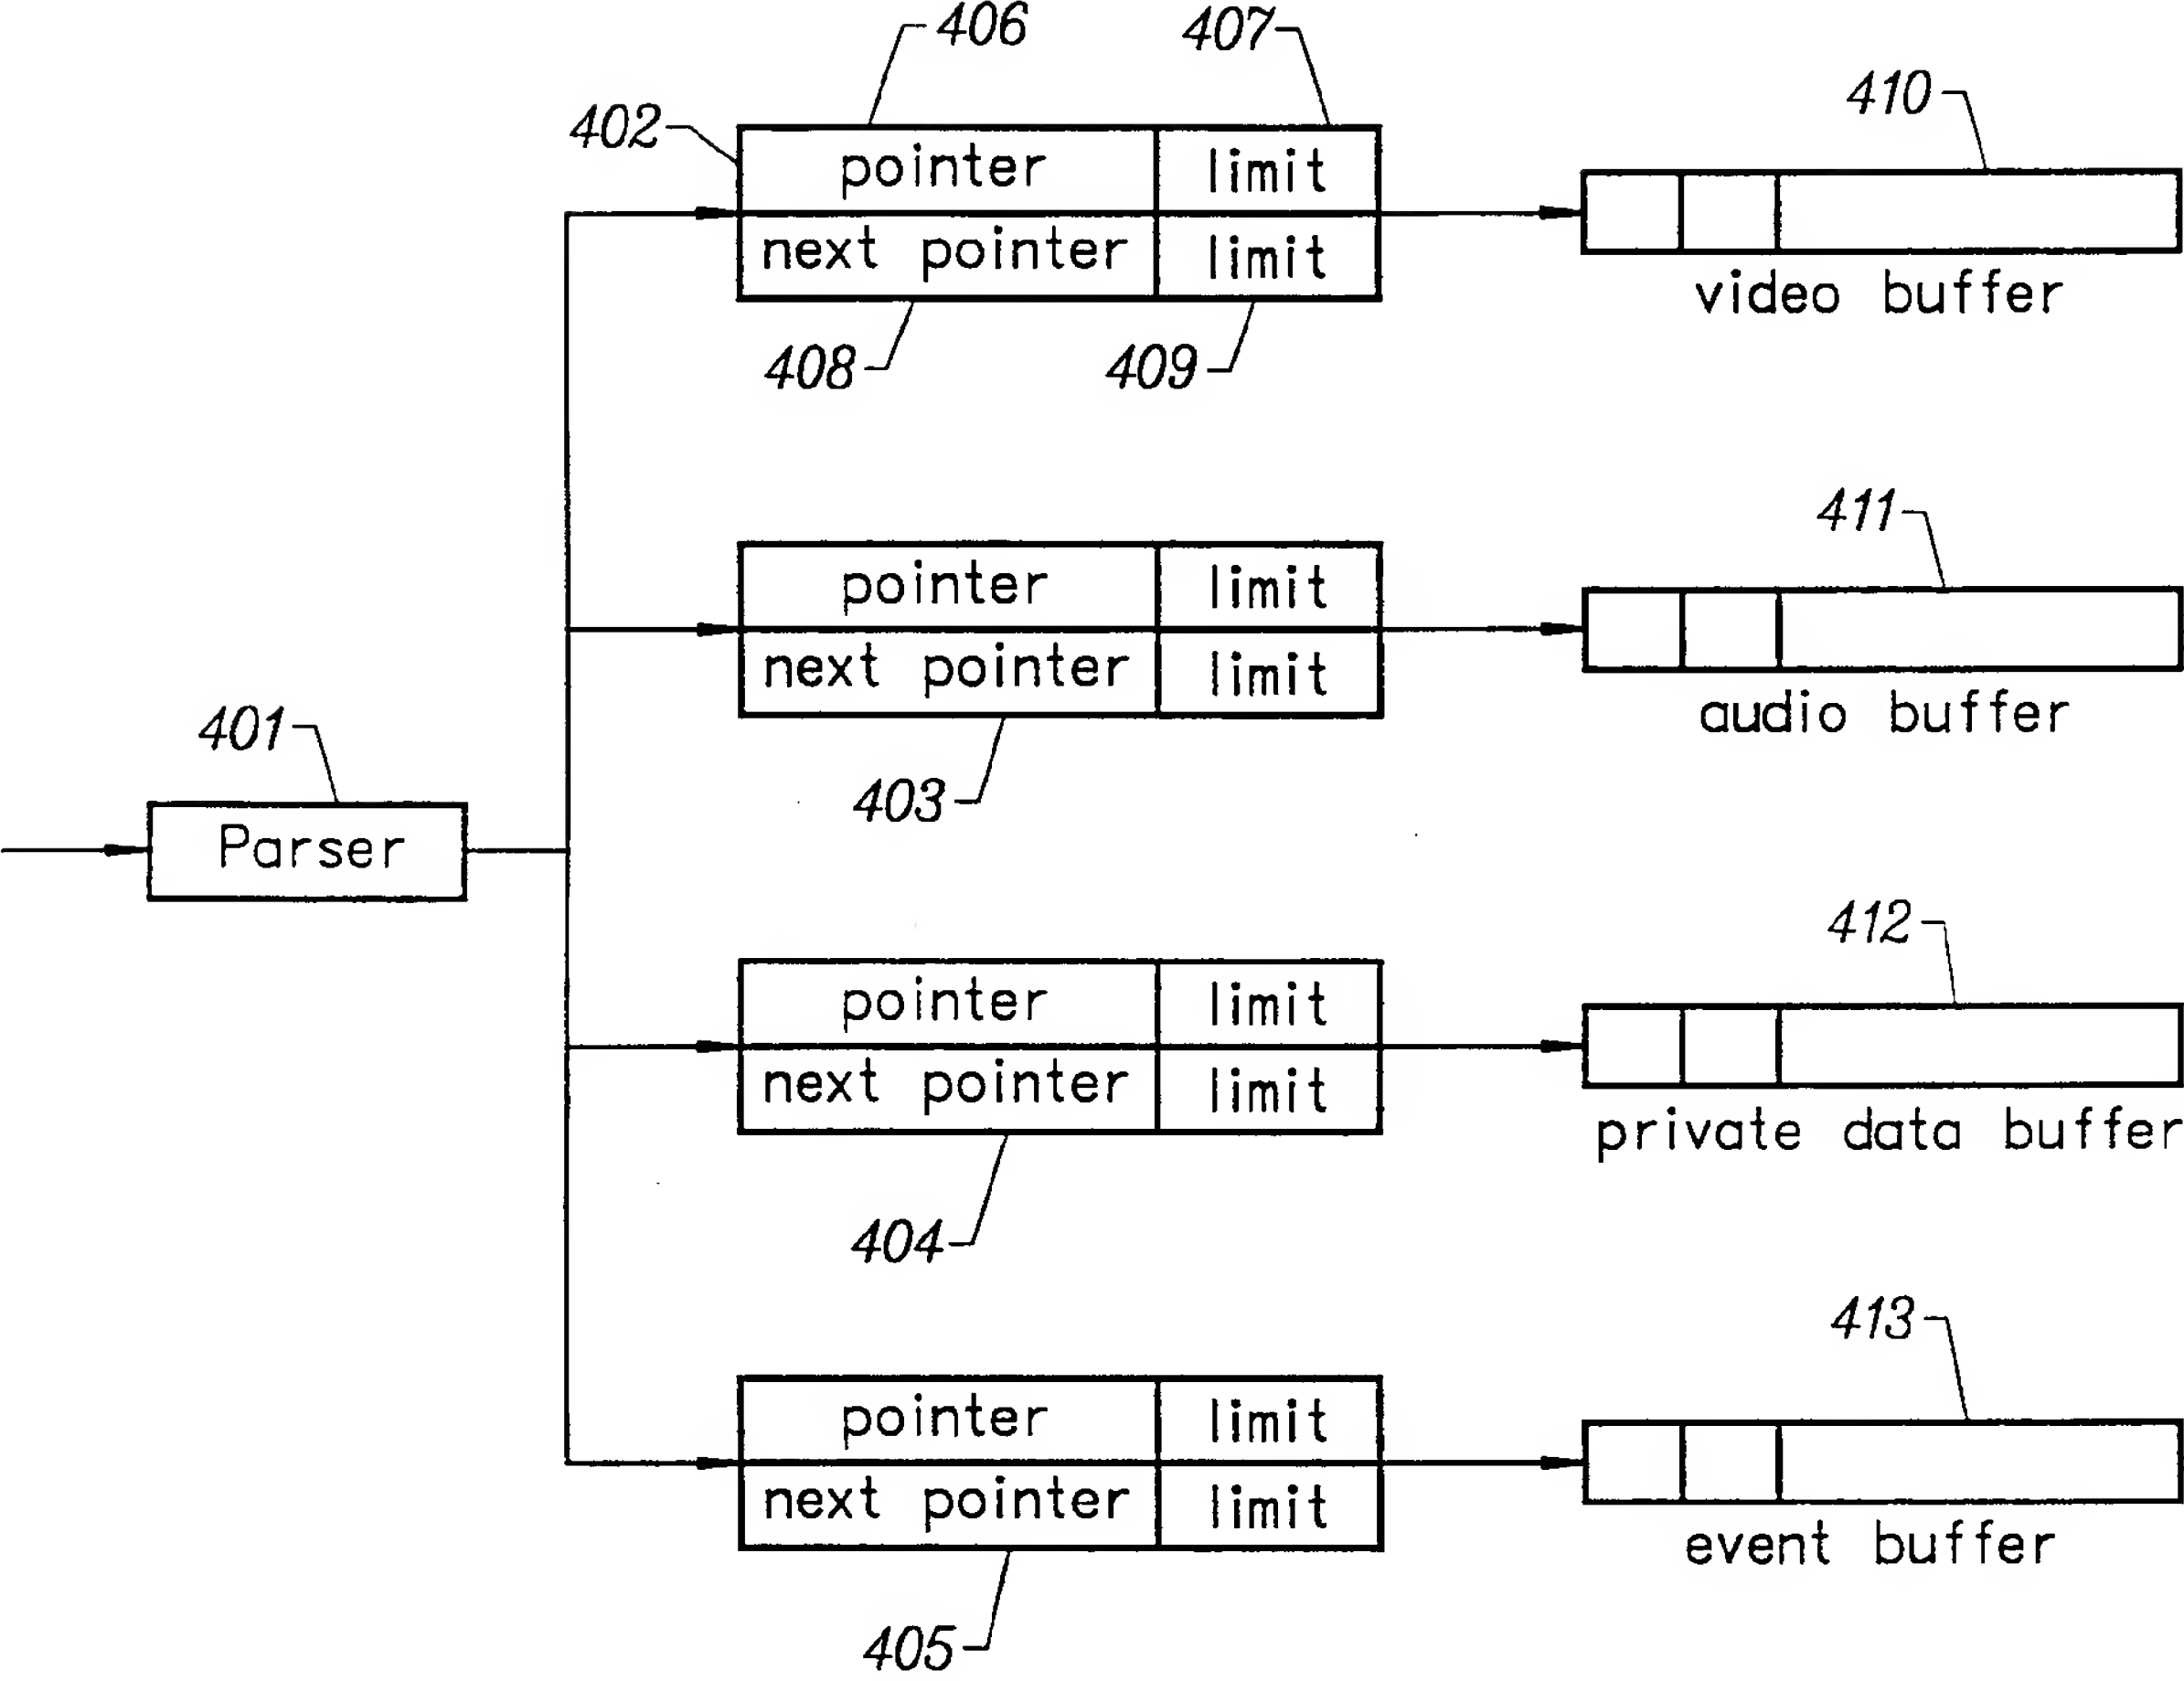 406
407
402
410
pointer
limit
next pointer
limit
video buffer
408
409
411
pointer
limit
next pointer
limit
audio buffer
403
401
Parser
412
pointer
limit
next pointer
limit
private data buffer
404
413
pointer
limit
next pointer
limit
event buffer
405